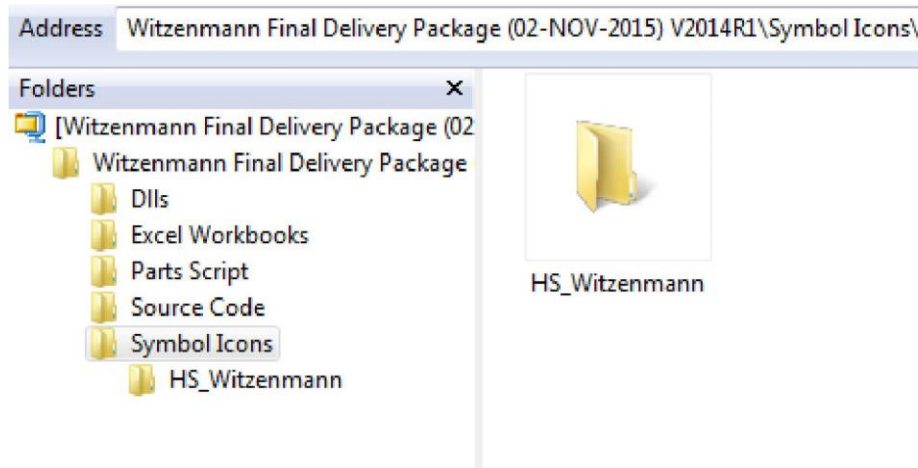 Address Witzenmann Final Delivery Package (02-NOV-2015) V2014R1\Symbol Icons\
Folders
[Witzenmann Final Delivery Package (02
Witzenmann Final Delivery Package
Dlls
Excel Workbooks
Parts Script
Source Code
Symbol Icons
HS_Witzenmann
HS_Witzenmann